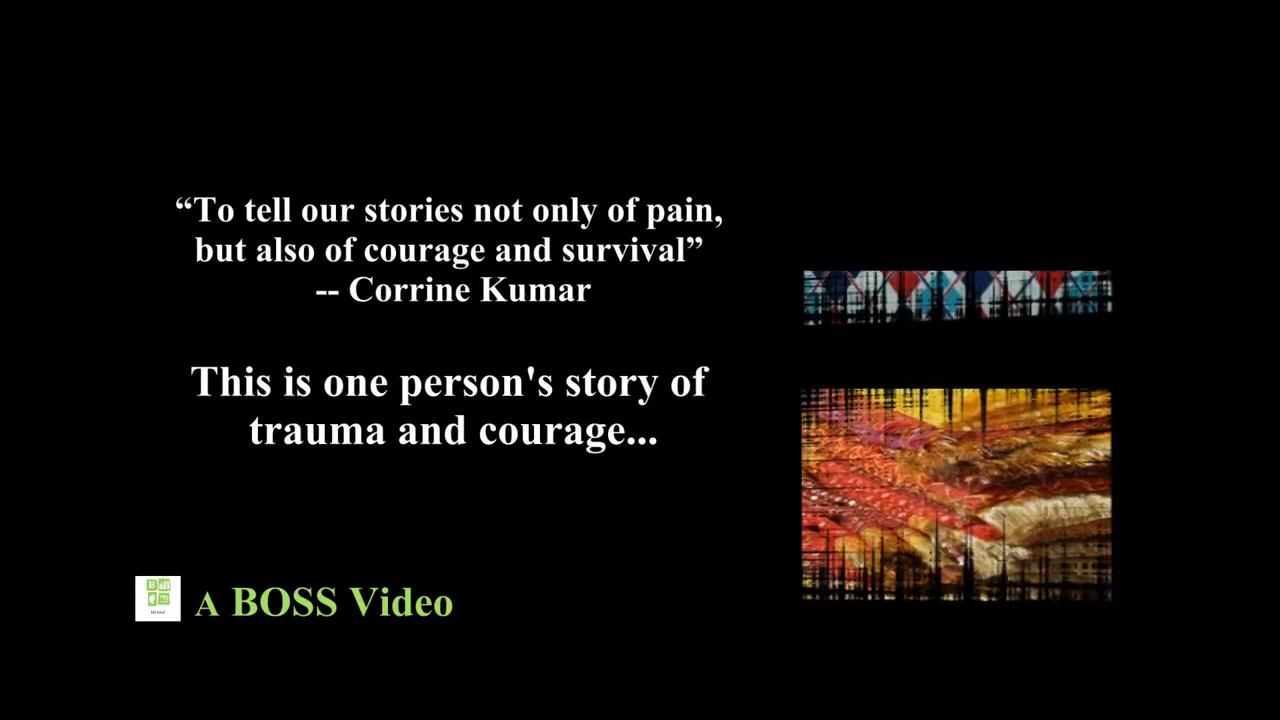 “To tell our stories not only of pain,
but also of courage and survival”
-- Corrine Kumar
This is one person's story of
trauma and courage...
A BOSS Video